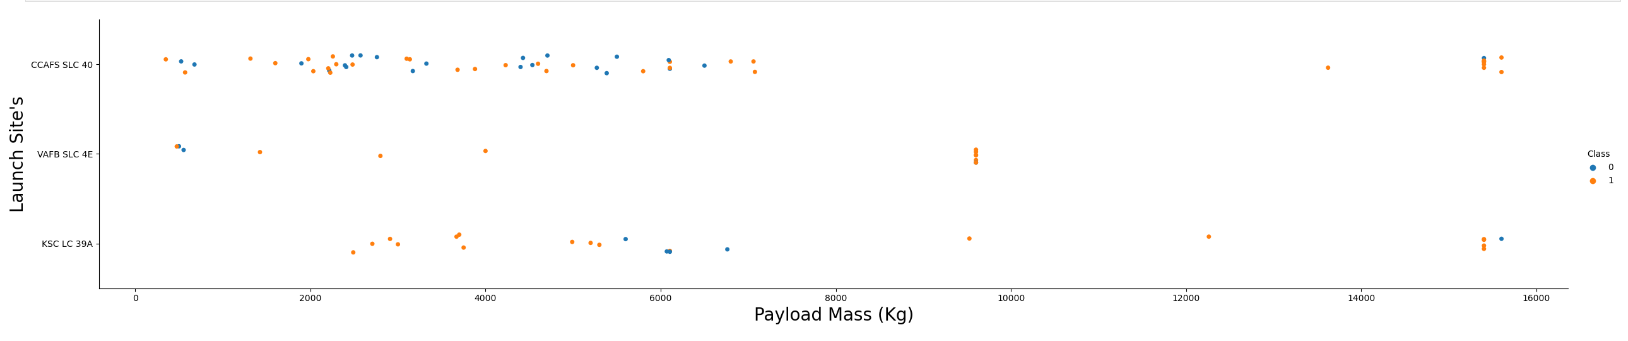 Launch Site's
CCAFS SLC 40
VAFB SLC 4E
KSC LC 39A
0 2000 4000 6000 8000 10000 12000 14000 16000
Payload Mass (Kg)
Class
0
1